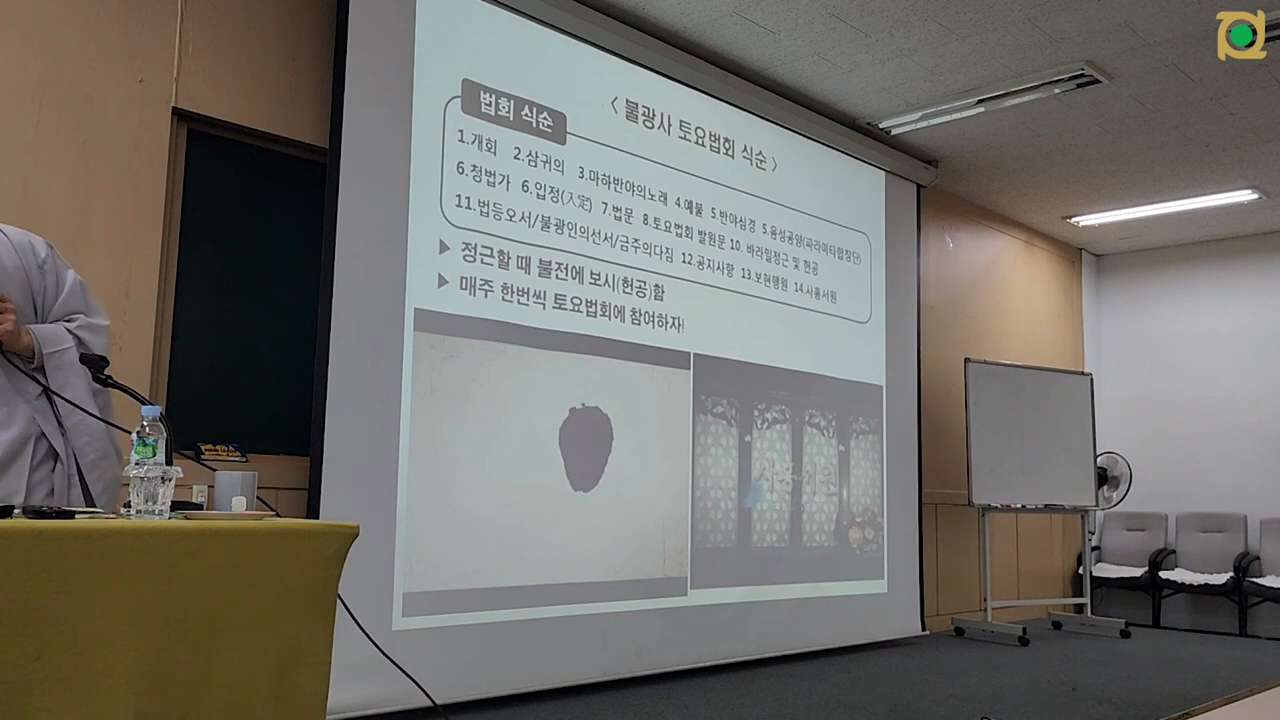 < 불광사 토요법회 식순 >
법회 식순
1.개회 2.삼귀의 3.마하반야의노래 4.예불 5.반야심경 5.음성공양(파라미타합창단)
6.청법가 6.입정(入定) 7.법문 8.토요법회 발원문 10. 바라밀정근 및 헌공
11.법등오서/불광인의선서/금주의다짐 12.공지사항 13.보현행원 14.사홍서원
▶ 정근할 때 불전에 보시(헌공)함
▶ 매주 한번씩 토요법회에 참여하자!
사홍서원